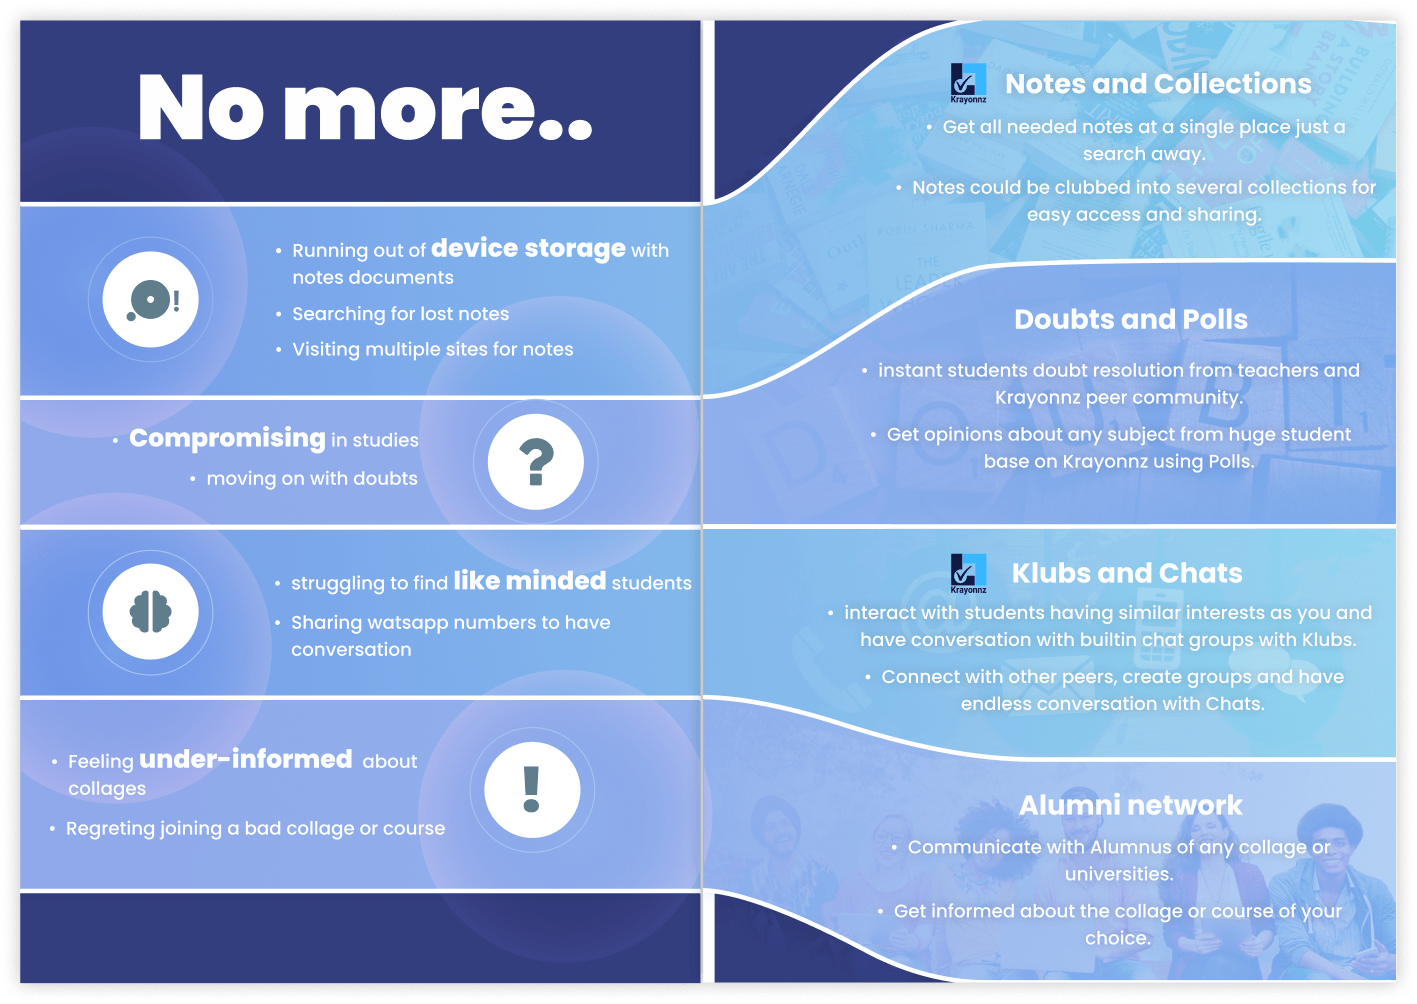 No more..
• Running out of device storage with
notes documents
• Searching for lost notes
• Visiting multiple sites for notes
• Compromising in studies
• moving on with doubts
?
• struggling to find like minded students
• Sharing watsapp numbers to have
conversation
• Feeling under-informed about
collages
• Regreting joining a bad collage or course
!
Krayonnz
Notes and Collections
• Get all needed notes at a single place just a
search away.
• Notes could be clubbed into several collections for
easy access and sharing.
BUILDING
A STORY
BRAND
ROBIN SHARMA
THE
LEADER
Doubts and Polls
• instant students doubt resolution from teachers and
Krayonnz peer community.
• Get opinions about any subject from huge student
base on Krayonnz using Polls.
D O U B T
Krayonnz
Klubs and Chats
• interact with students having similar interests as you and
have conversation with builtin chat groups with Klubs.
• Connect with other peers, create groups and have
endless conversation with Chats.
Alumni network
• Communicate with Alumnus of any collage or
universities.
• Get informed about the collage or course of your
choice.